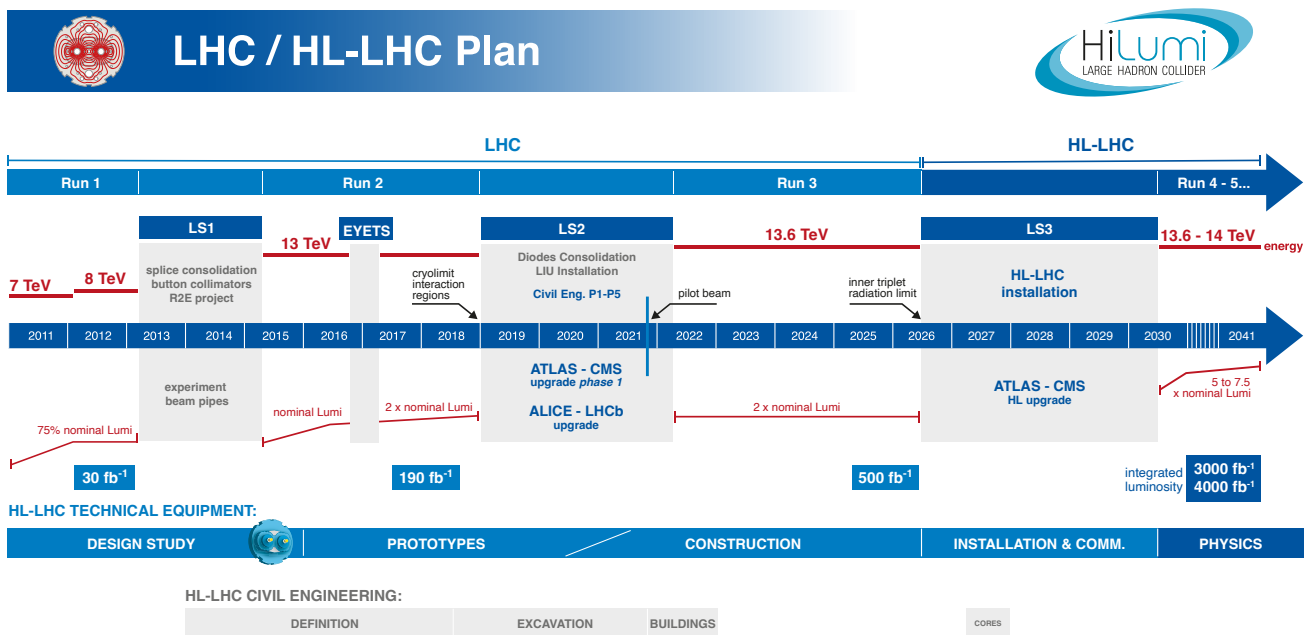 LHC / HL-LHC Plan
HiLumi
LARGE HADRON COLLIDER
LHC
HL-LHC
Run 1
Run 2
Run 3
Run 4 - 5...
LS1
EYETS
LS2
LS3
13 TeV
13.6 TeV
13.6 - 14 TeV
energy
7 TeV
8 TeV
splice consolidation
button collimators
R2E project
cryolimit
interaction
regions
Diodes Consolidation
LIU Installation
Civil Eng. P1-P5
pilot beam
inner triplet
radiation limit
HL-LHC
installation
2011
2012
2013
2014
2015
2016
2017
2018
2019
2020
2021
2022
2023
2024
2025
2026
2027
2028
2029
2030
2041
experiment
beam pipes
ATLAS - CMS
upgrade phase 1
ALICE - LHCb
upgrade
ATLAS - CMS
HL upgrade
75% nominal Lumi
nominal Lumi
2 x nominal Lumi
2 x nominal Lumi
5 to 7.5
x nominal Lumi
30 fb-1
190 fb-1
500 fb-1
integrated
luminosity
3000 fb-1
4000 fb-1
HL-LHC TECHNICAL EQUIPMENT:
DESIGN STUDY
PROTOTYPES
CONSTRUCTION
INSTALLATION & COMM.
PHYSICS
HL-LHC CIVIL ENGINEERING:
DEFINITION
EXCAVATION
BUILDINGS
CORES